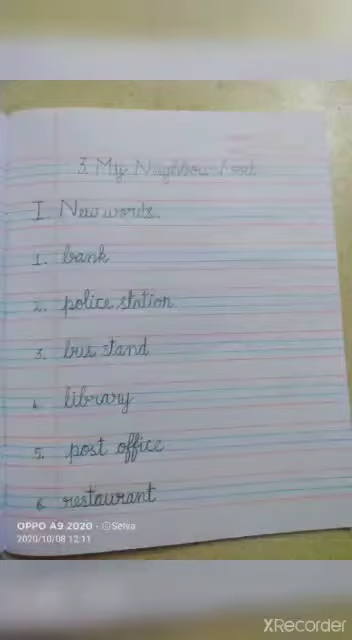 3. My Neighbourhood
I New words.
1. bank
2. police station
3. bus stand
4. library
5. post office
6. restaurant
OPPO A9 2020 · ©Selva
2020/10/08 12:11
XRecorder